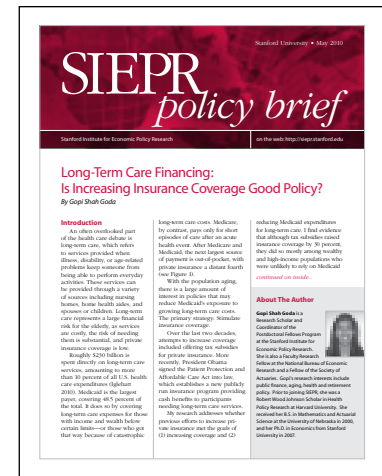 Stanford University • May 2010
SIEPR
policy brief
Stanford Institute for Economic Policy Research
on the web: http://siepr.stanford.edu
Long-Term Care Financing:
Is Increasing Insurance Coverage Good Policy?
By Gopi Shah Goda
Introduction
An often overlooked part
of the health care debate is
long-term care, which refers
to services provided when
illness, disability, or age-related
problems keep someone from
being able to perform everyday
activities. These services can
be provided through a variety
of sources including nursing
homes, home health aides, and
spouses or children. Long-term
care represents a large financial
risk for the elderly, as services
are costly, the risk of needing
them is substantial, and private
insurance coverage is low.
Roughly $250 billion is
spent directly on long-term care
services, amounting to more
than 10 percent of all U.S. health
care expenditures (Iglehart
2010). Medicaid is the largest
payer, covering 48.5 percent of
the total. It does so by covering
long-term care expenses for those
with income and wealth below
certain limits—or those who got
that way because of catastrophic
long-term care costs. Medicare,
by contrast, pays only for short
episodes of care after an acute
health event. After Medicare and
Medicaid, the next largest source
of payment is out-of-pocket, with
private insurance a distant fourth
(see Figure 1).
With the population aging,
there is a large amount of
interest in policies that may
reduce Medicaid's exposure to
growing long-term care costs.
The primary strategy: Stimulate
insurance coverage.
Over the last two decades,
attempts to increase coverage
included offering tax subsidies
for private insurance. More
recently, President Obama
signed the Patient Protection and
Affordable Care Act into law,
which establishes a new publicly
run insurance program providing
cash benefits to participants
needing long-term care services.
My research addresses whether
previous efforts to increase pri-
vate insurance met the goals of
(1) increasing coverage and (2)
reducing Medicaid expenditures
for long-term care. I find evidence
that although tax subsidies raised
insurance coverage by 30 percent,
they did so mostly among wealthy
and high-income populations who
were unlikely to rely on Medicaid
continued on inside...
About The Author
Gopi Shah Goda is a
Research Scholar and
Coordinator of the
Postdoctoral Fellows Program
at the Stanford Institute for
Economic Policy Research.
She is also a Faculty Research
Fellow at the National Bureau of Economic
Research and a Fellow of the Society of
Actuaries. Gopi's research interests include
public finance, aging, health and retirement
policy. Prior to joining SIEPR, she was a
Robert Wood Johnson Scholar in Health
Policy Research at Harvard University. She
received her B.S. in Mathematics and Actuarial
Science at the University of Nebraska in 2000,
and her Ph.D. in Economics from Stanford
University in 2007.